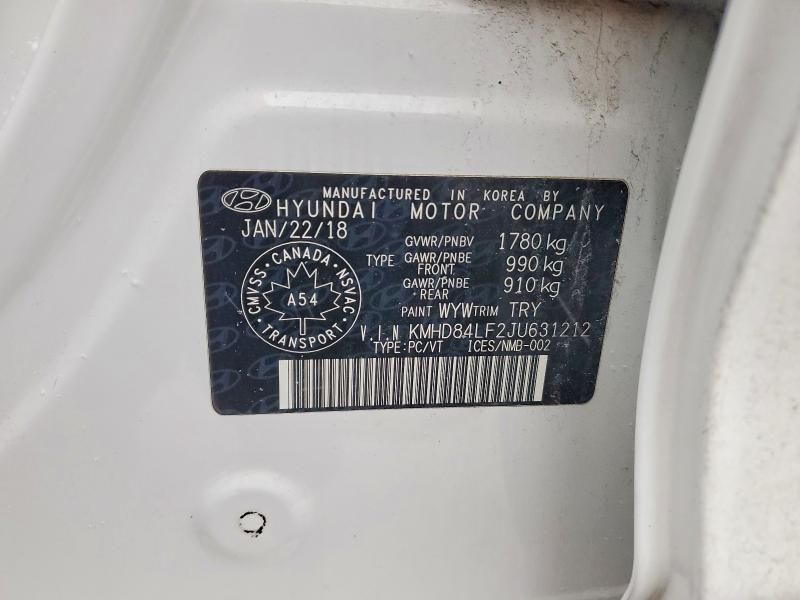 MANUFACTURED IN KOREA BY
HYUNDAI MOTOR COMPANY
JAN/22/18
GVWR/PNBV 1780 kg
TYPE GAWR/PNBE FRONT 990 kg
GAWR/PNBE REAR 910 kg
PAINT WYW TRIM TRY
V.I.N KMHD84LF2JU631212
TYPE:PC/VT ICES/NMB-002
CMVSS · CANADA · NSVAC
A54
· TRANSPORT ·